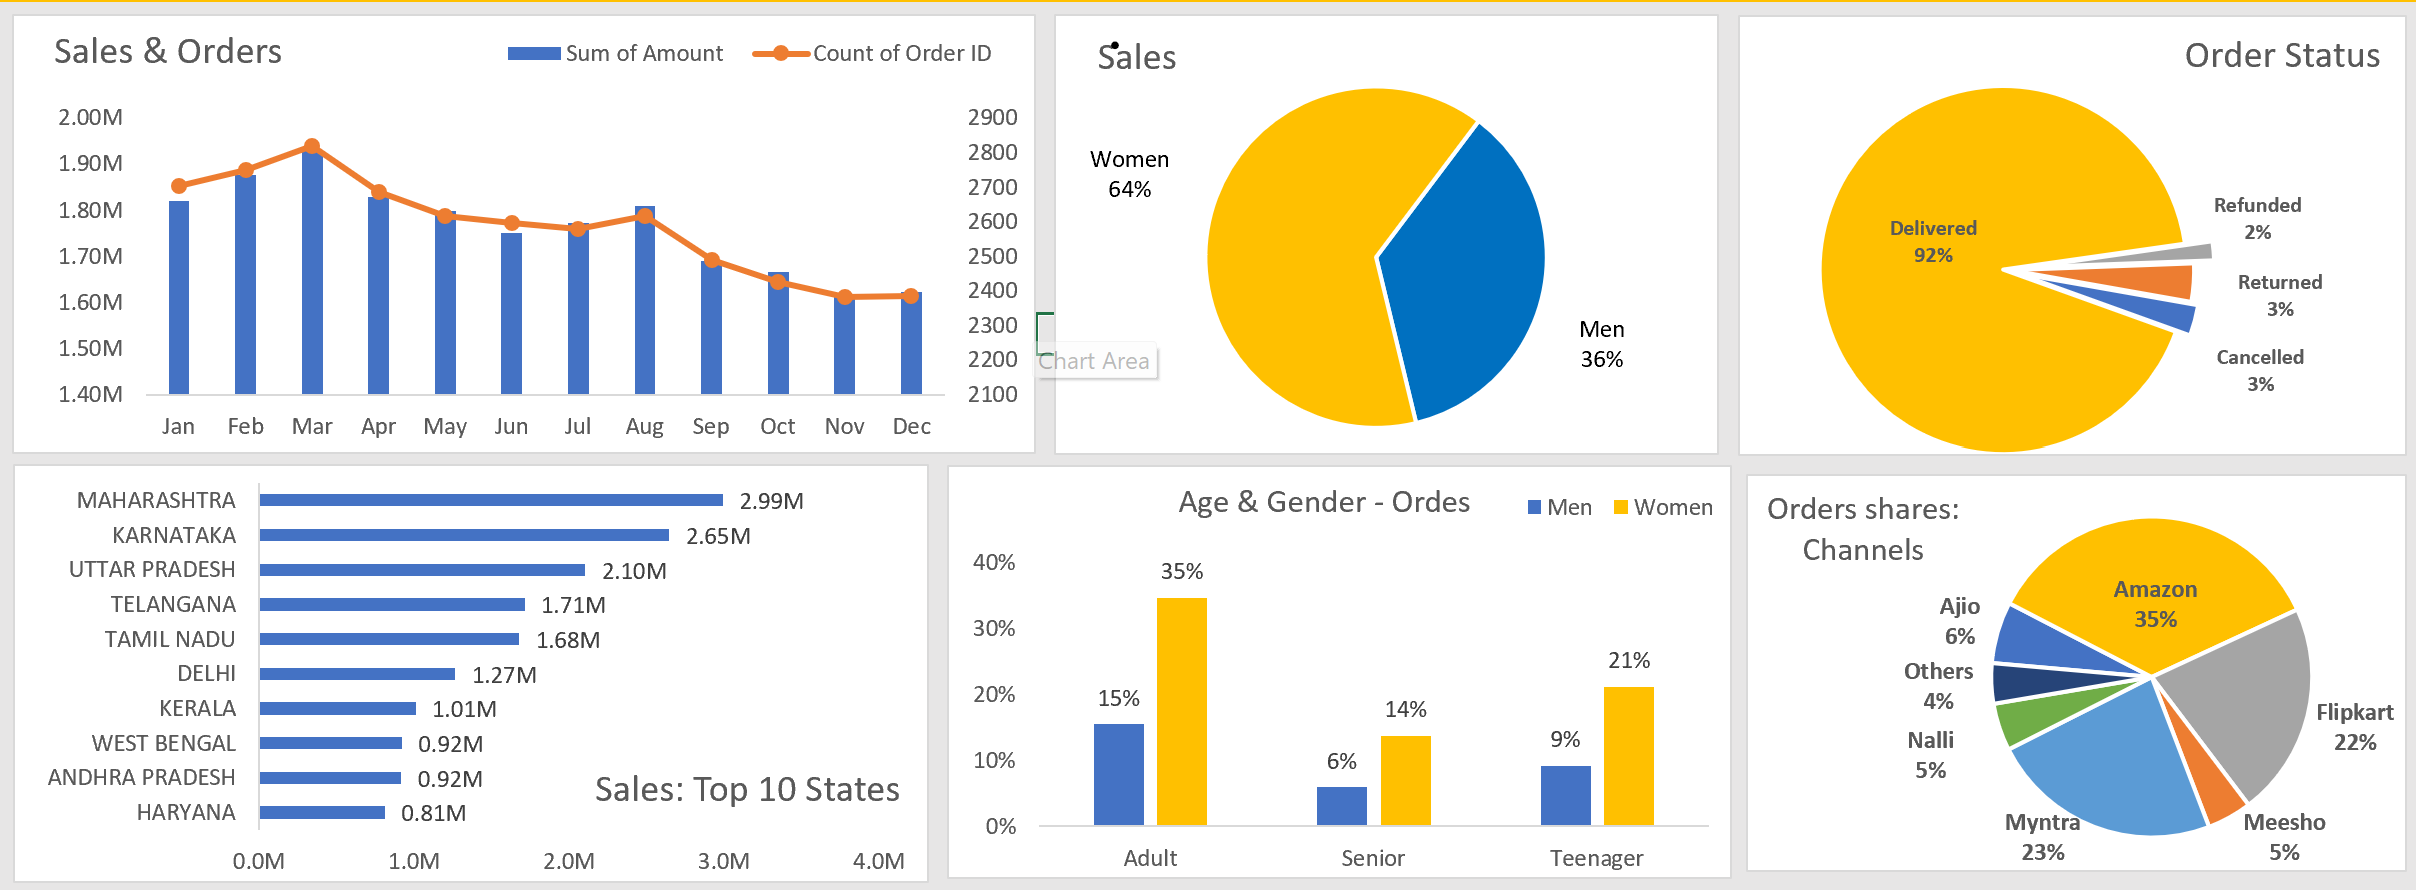 Sales & Orders
Sum of Amount
Count of Order ID
2.00M
1.90M
1.80M
1.70M
1.60M
1.50M
1.40M
2900
2800
2700
2600
2500
2400
2300
2200
2100
Jan Feb Mar Apr May Jun Jul Aug Sep Oct Nov Dec
Chart Area
Sales
Women
64%
Men
36%
Order Status
Delivered
92%
Refunded
2%
Returned
3%
Cancelled
3%
MAHARASHTRA 2.99M
KARNATAKA 2.65M
UTTAR PRADESH 2.10M
TELANGANA 1.71M
TAMIL NADU 1.68M
DELHI 1.27M
KERALA 1.01M
WEST BENGAL 0.92M
ANDHRA PRADESH 0.92M
HARYANA 0.81M
Sales: Top 10 States
0.0M 1.0M 2.0M 3.0M 4.0M
Age & Gender - Ordes
Men
Women
40%
30%
20%
10%
0%
15%
35%
6%
14%
9%
21%
Adult Senior Teenager
Orders shares:
Channels
Amazon
35%
Ajio
6%
Others
4%
Nalli
5%
Flipkart
22%
Myntra
23%
Meesho
5%